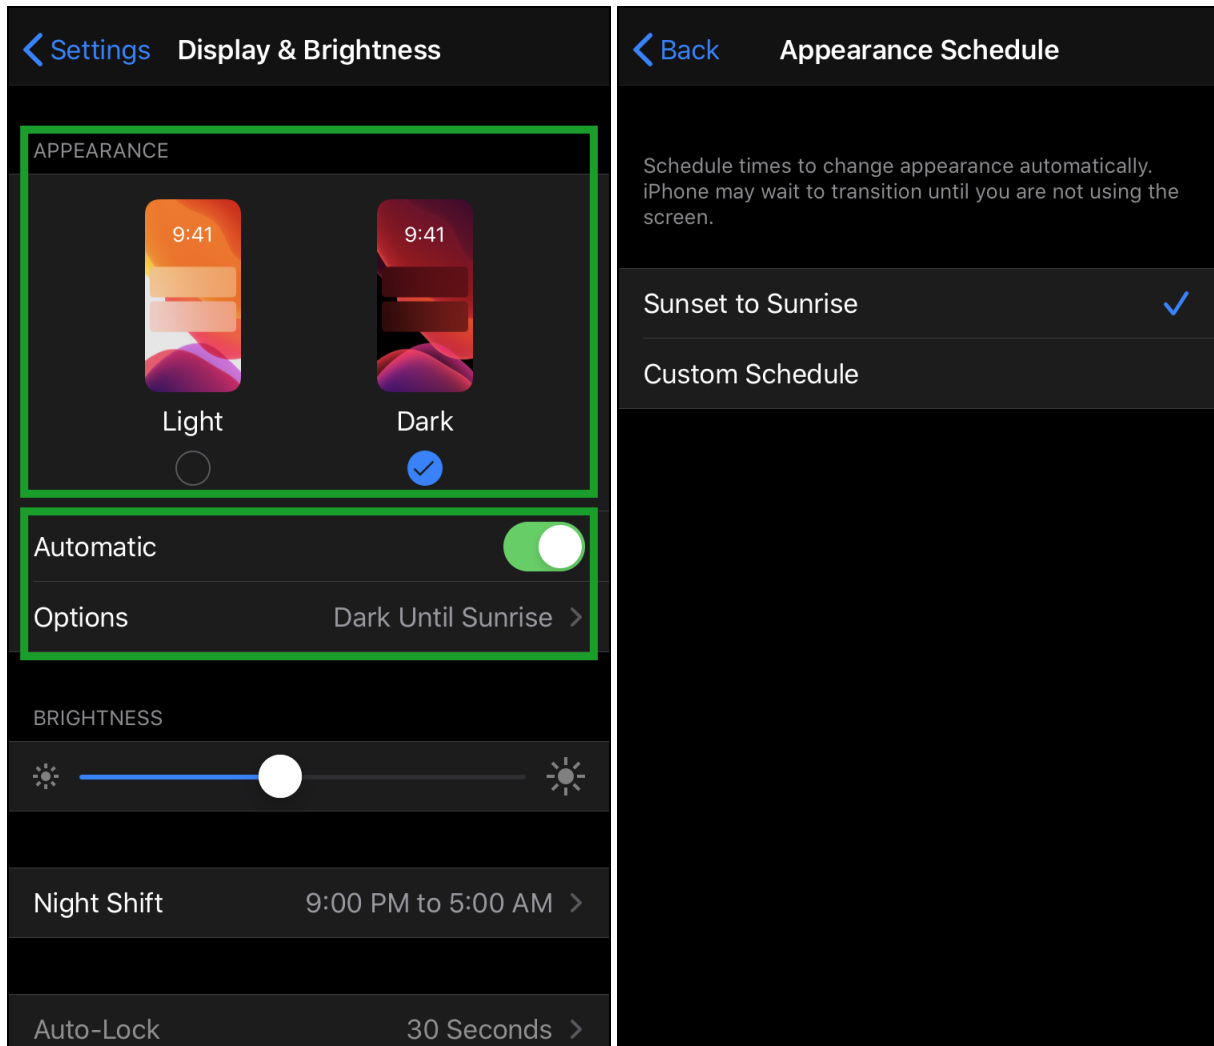 Settings
Display & Brightness
APPEARANCE
9:41
9:41
Light
Dark
Automatic
Options
Dark Until Sunrise
BRIGHTNESS
Night Shift
9:00 PM to 5:00 AM
Auto-Lock
30 Seconds
Back
Appearance Schedule
Schedule times to change appearance automatically.
iPhone may wait to transition until you are not using the
screen.
Sunset to Sunrise
Custom Schedule